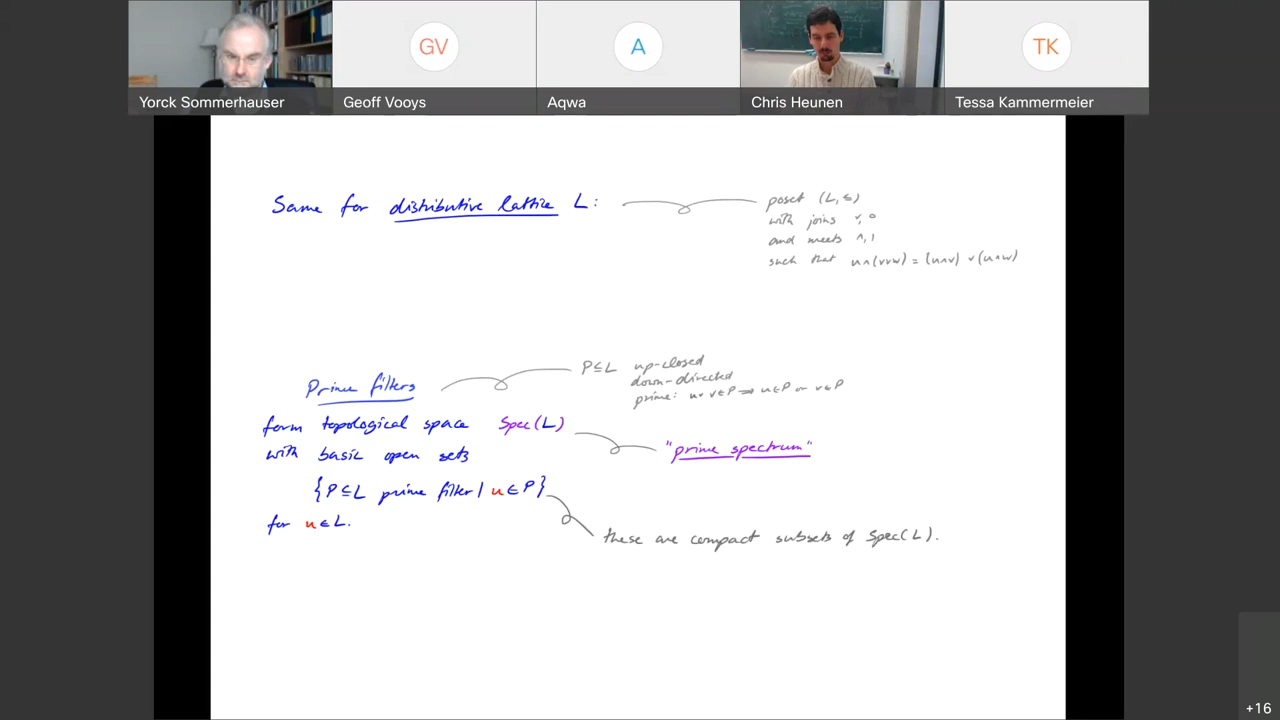 GV
A
TK
Yorck Sommerhauser
Geoff Vooys
Aqwa
Chris Heunen
Tessa Kammermeier
Same for distributive lattice L:
poset (L, ≤)
with joins ∨, 0
and meets ∧, 1
such that u∧(v∨w) = (u∧v) ∨ (u∧w)
Prime filters
P⊆L up-closed
down-directed
prime: u∨v∈P ⟹ u∈P or v∈P
form topological space Spec(L)
"prime spectrum"
with basic open sets
{P⊆L prime filter | u∈P}
for u∈L.
these are compact subsets of Spec(L).
+16